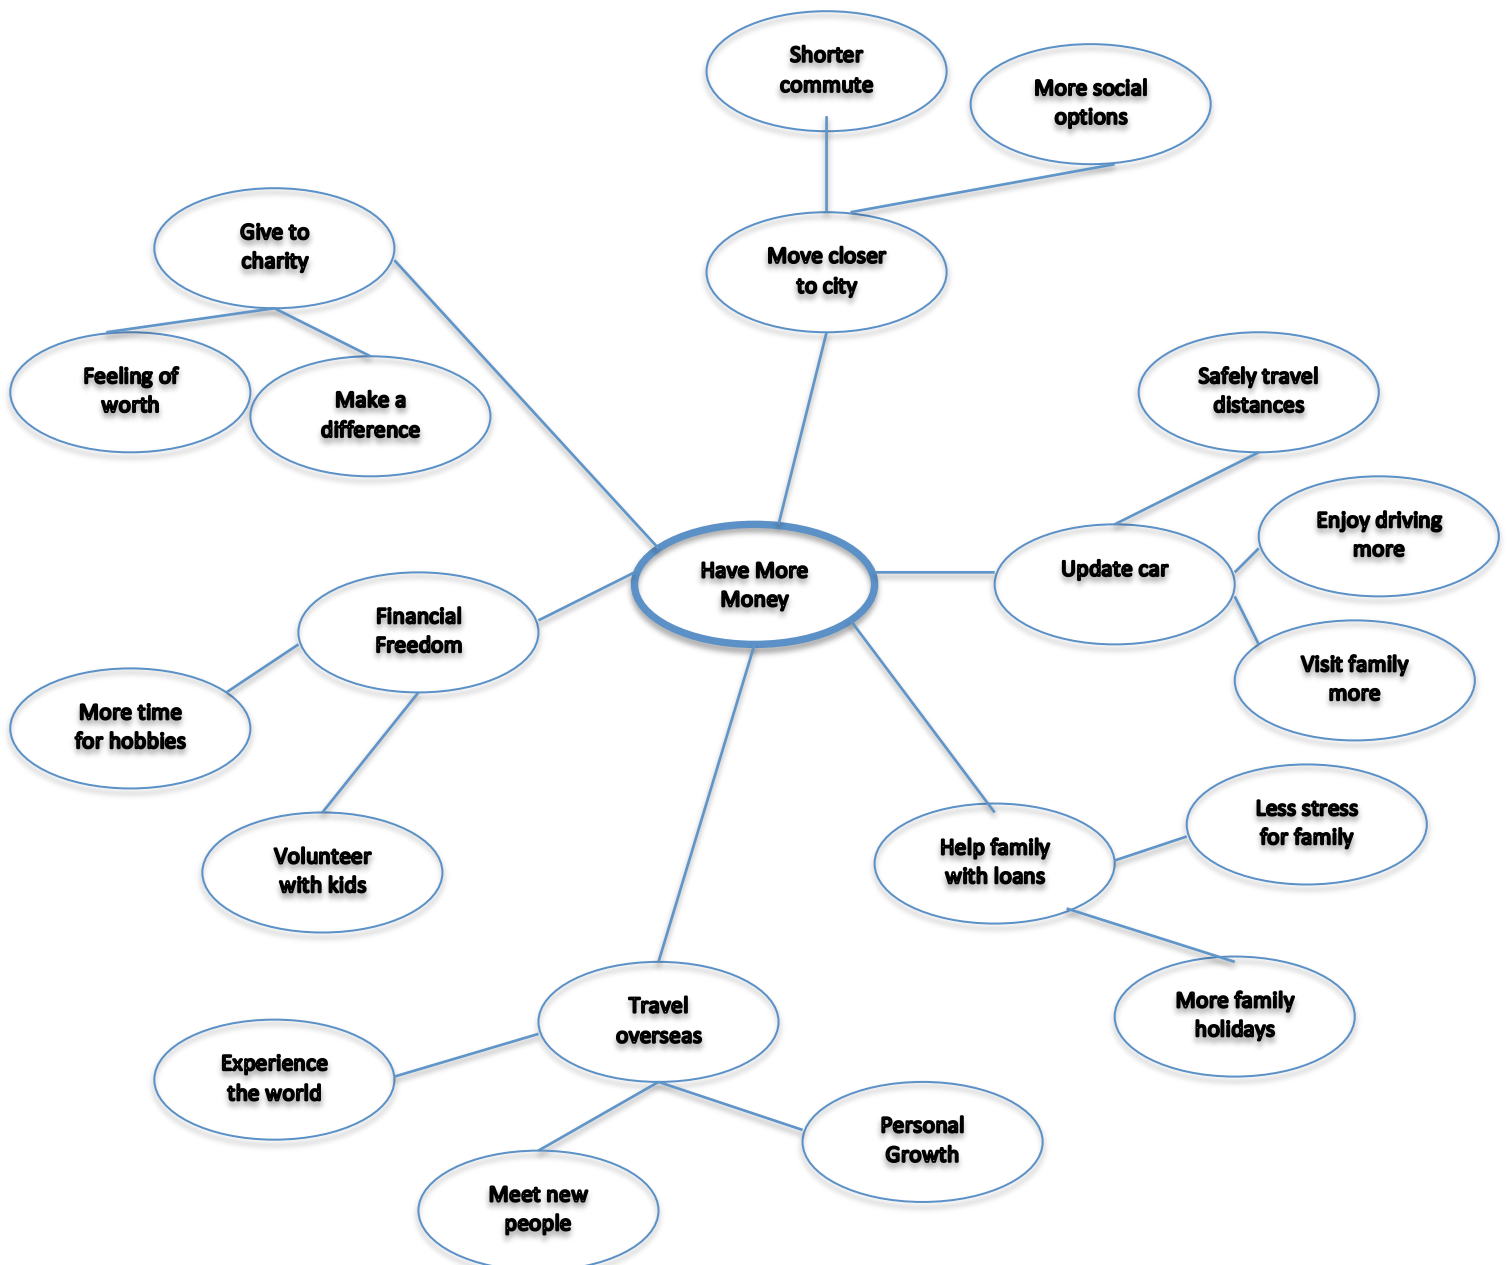 Shorter
commute
More social
options
Give to
charity
Move closer
to city
Feeling of
worth
Make a
difference
Safely travel
distances
Enjoy driving
more
Have More
Money
Update car
Financial
Freedom
Visit family
more
More time
for hobbies
Less stress
for family
Help family
with loans
Volunteer
with kids
Travel
overseas
More family
holidays
Experience
the world
Personal
Growth
Meet new
people